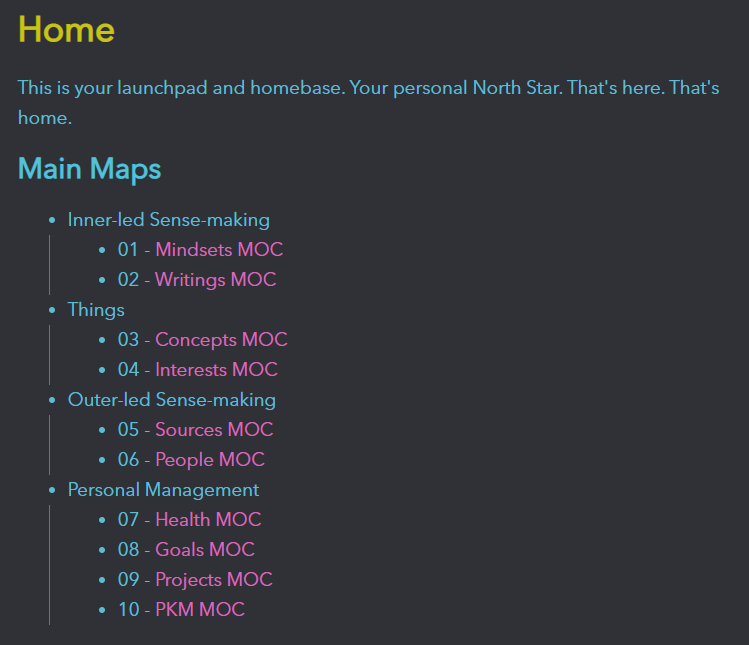 Home
This is your launchpad and homebase. Your personal North Star. That's here. That's
home.
Main Maps
Inner-led Sense-making
01 - Mindsets MOC
02 - Writings MOC
Things
03 - Concepts MOC
04 - Interests MOC
Outer-led Sense-making
05 - Sources MOC
06 - People MOC
Personal Management
07 - Health MOC
08 - Goals MOC
09 - Projects MOC
10 - PKM MOC